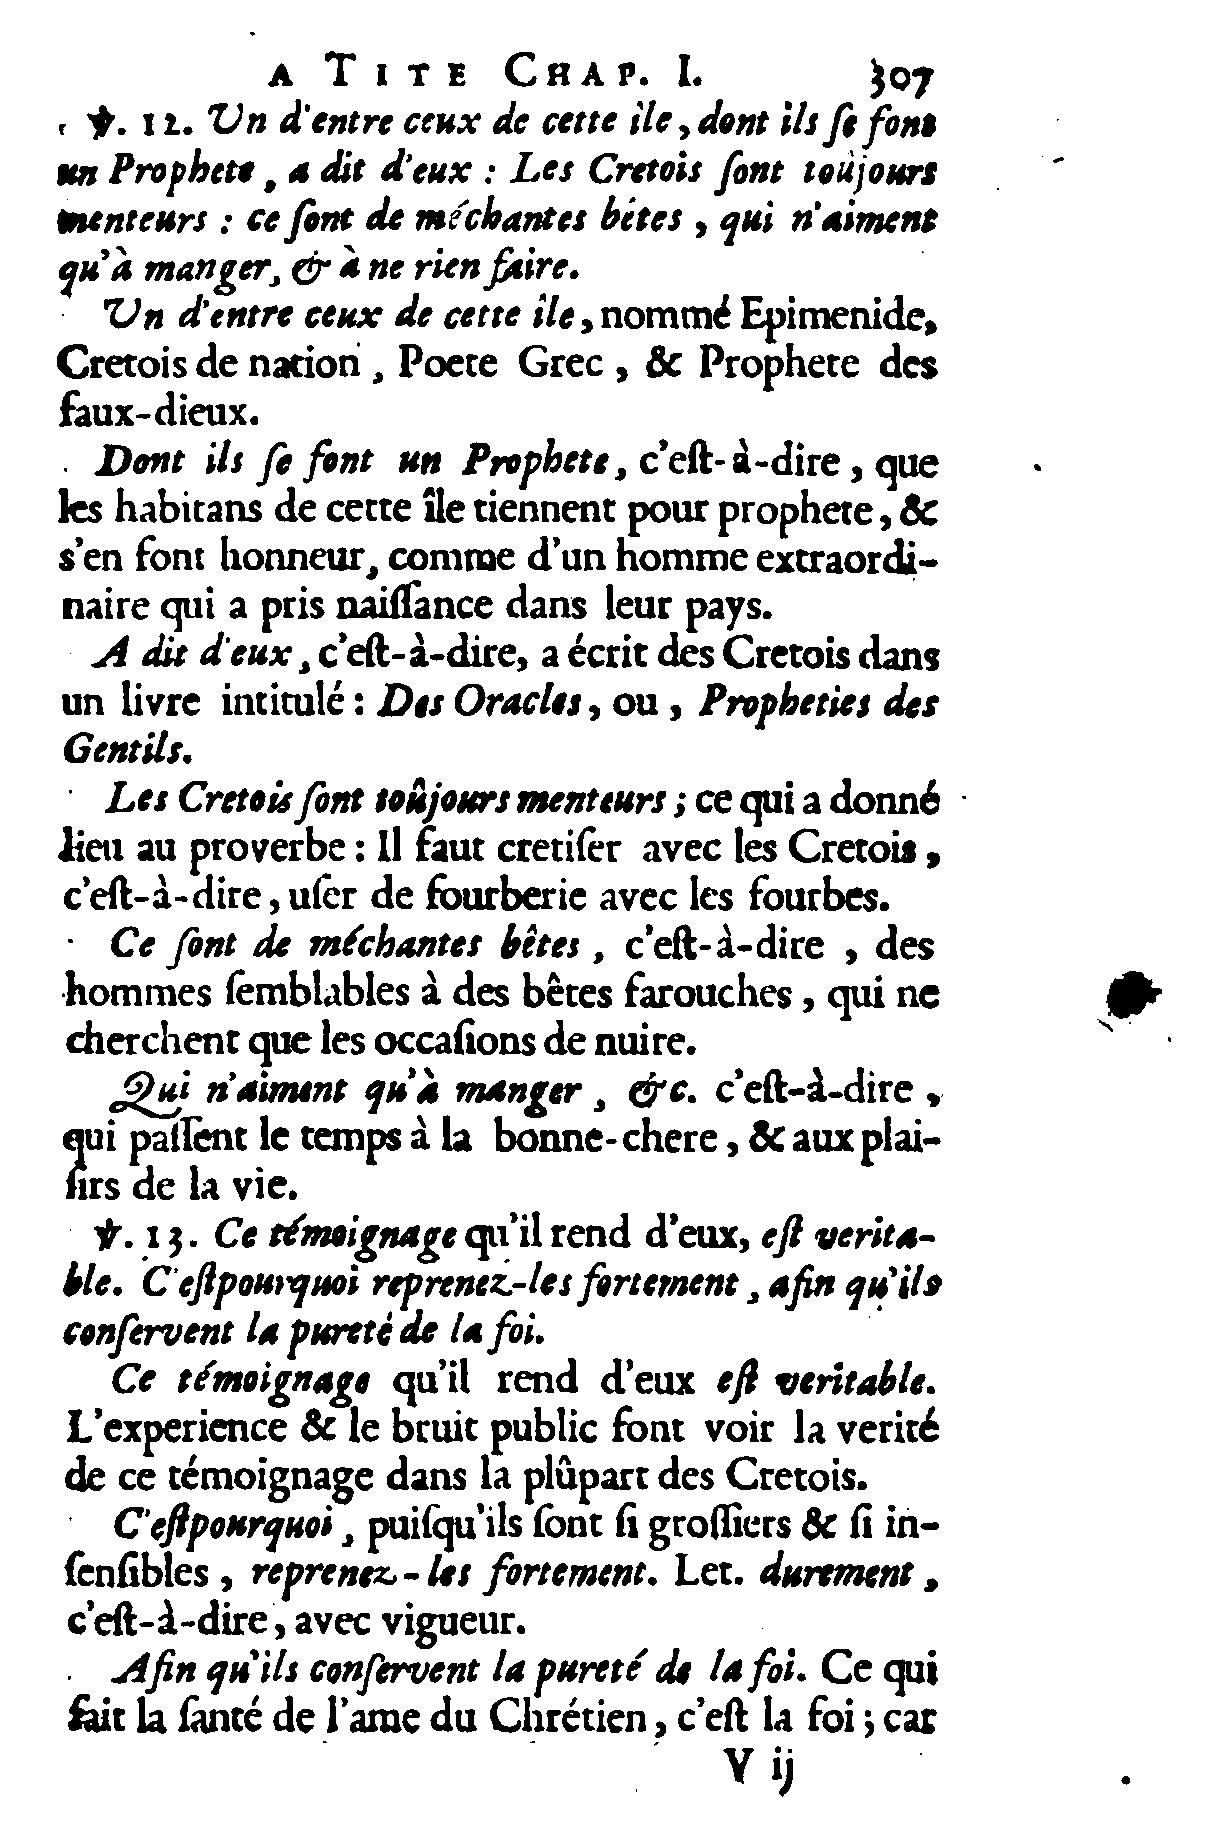 A TITE CHAP. I. 307
℣. 12. Un d'entre ceux de cette île, dont ils ſe font
un Prophete, a dit d'eux : Les Cretois ſont toûjours
menteurs : ce ſont de méchantes bêtes, qui n'aiment
qu'à manger, & à ne rien faire.
Un d'entre ceux de cette île, nommé Epimenide,
Cretois de nation, Poete Grec, & Prophete des
faux-dieux.
Dont ils ſe font un Prophete, c'eſt-à-dire, que
les habitans de cette île tiennent pour prophete, &
s'en font honneur, comme d'un homme extraordi-
naire qui a pris naiſſance dans leur pays.
A dit d'eux, c'eſt-à-dire, a écrit des Cretois dans
un livre intitulé : Des Oracles, ou, Propheties des
Gentils.
Les Cretois ſont toûjours menteurs ; ce qui a donné
lieu au proverbe : Il faut cretiſer avec les Cretois,
c'eſt-à-dire, uſer de fourberie avec les fourbes.
Ce ſont de méchantes bêtes, c'eſt-à-dire, des
hommes ſemblables à des bêtes farouches, qui ne
cherchent que les occaſions de nuire.
Qui n'aiment qu'à manger, &c. c'eſt-à-dire,
qui paſſent le temps à la bonne-chere, & aux plai-
ſirs de la vie.
℣. 13. Ce témoignage qu'il rend d'eux, eſt verita-
ble. C'eſtpourquoi reprenez-les fortement, afin qu'ils
conſervent la pureté de la foi.
Ce témoignage qu'il rend d'eux eſt veritable.
L'experience & le bruit public font voir la verité
de ce témoignage dans la plûpart des Cretois.
C'eſtpourquoi, puiſqu'ils ſont ſi groſſiers & ſi in-
ſenſibles, reprenez-les fortement. Let. durement,
c'eſt-à-dire, avec vigueur.
Afin qu'ils conſervent la pureté de la foi. Ce qui
fait la ſanté de l'ame du Chrétien, c'eſt la foi ; car
V ij